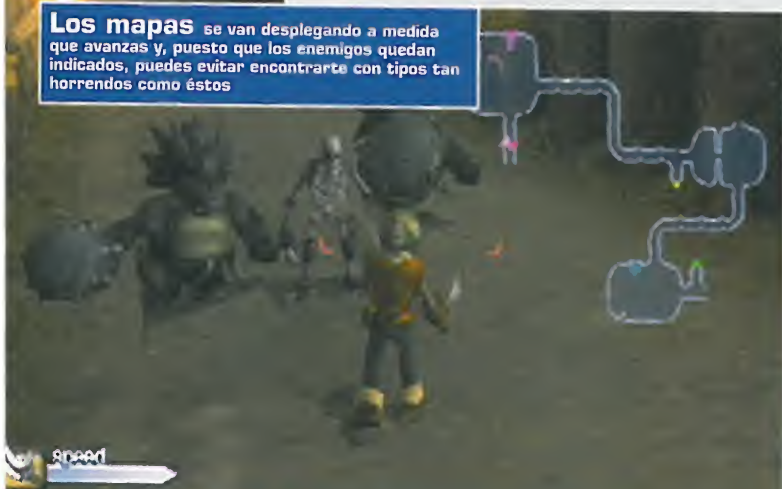 Los mapas se van desplegando a medida
que avanzas y, puesto que los enemigos quedan
indicados, puedes evitar encontrarte con tipos tan
horrendos como éstos
speed